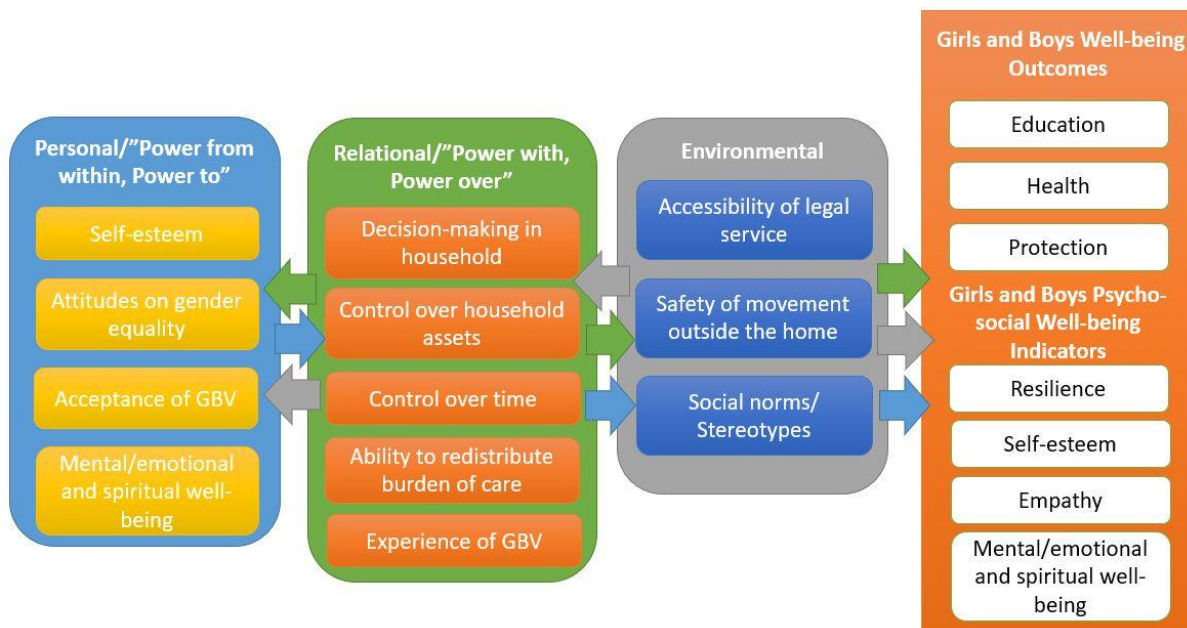 Personal/”Power from
within, Power to”
Self-esteem
Attitudes on gender
equality
Acceptance of GBV
Mental/emotional
and spiritual well-
being
Relational/”Power with,
Power over”
Decision-making in
household
Control over household
assets
Control over time
Ability to redistribute
burden of care
Experience of GBV
Environmental
Accessibility of legal
service
Safety of movement
outside the home
Social norms/
Stereotypes
Girls and Boys Well-being
Outcomes
Education
Health
Protection
Girls and Boys Psycho-
social Well-being
Indicators
Resilience
Self-esteem
Empathy
Mental/emotional
and spiritual well-
being